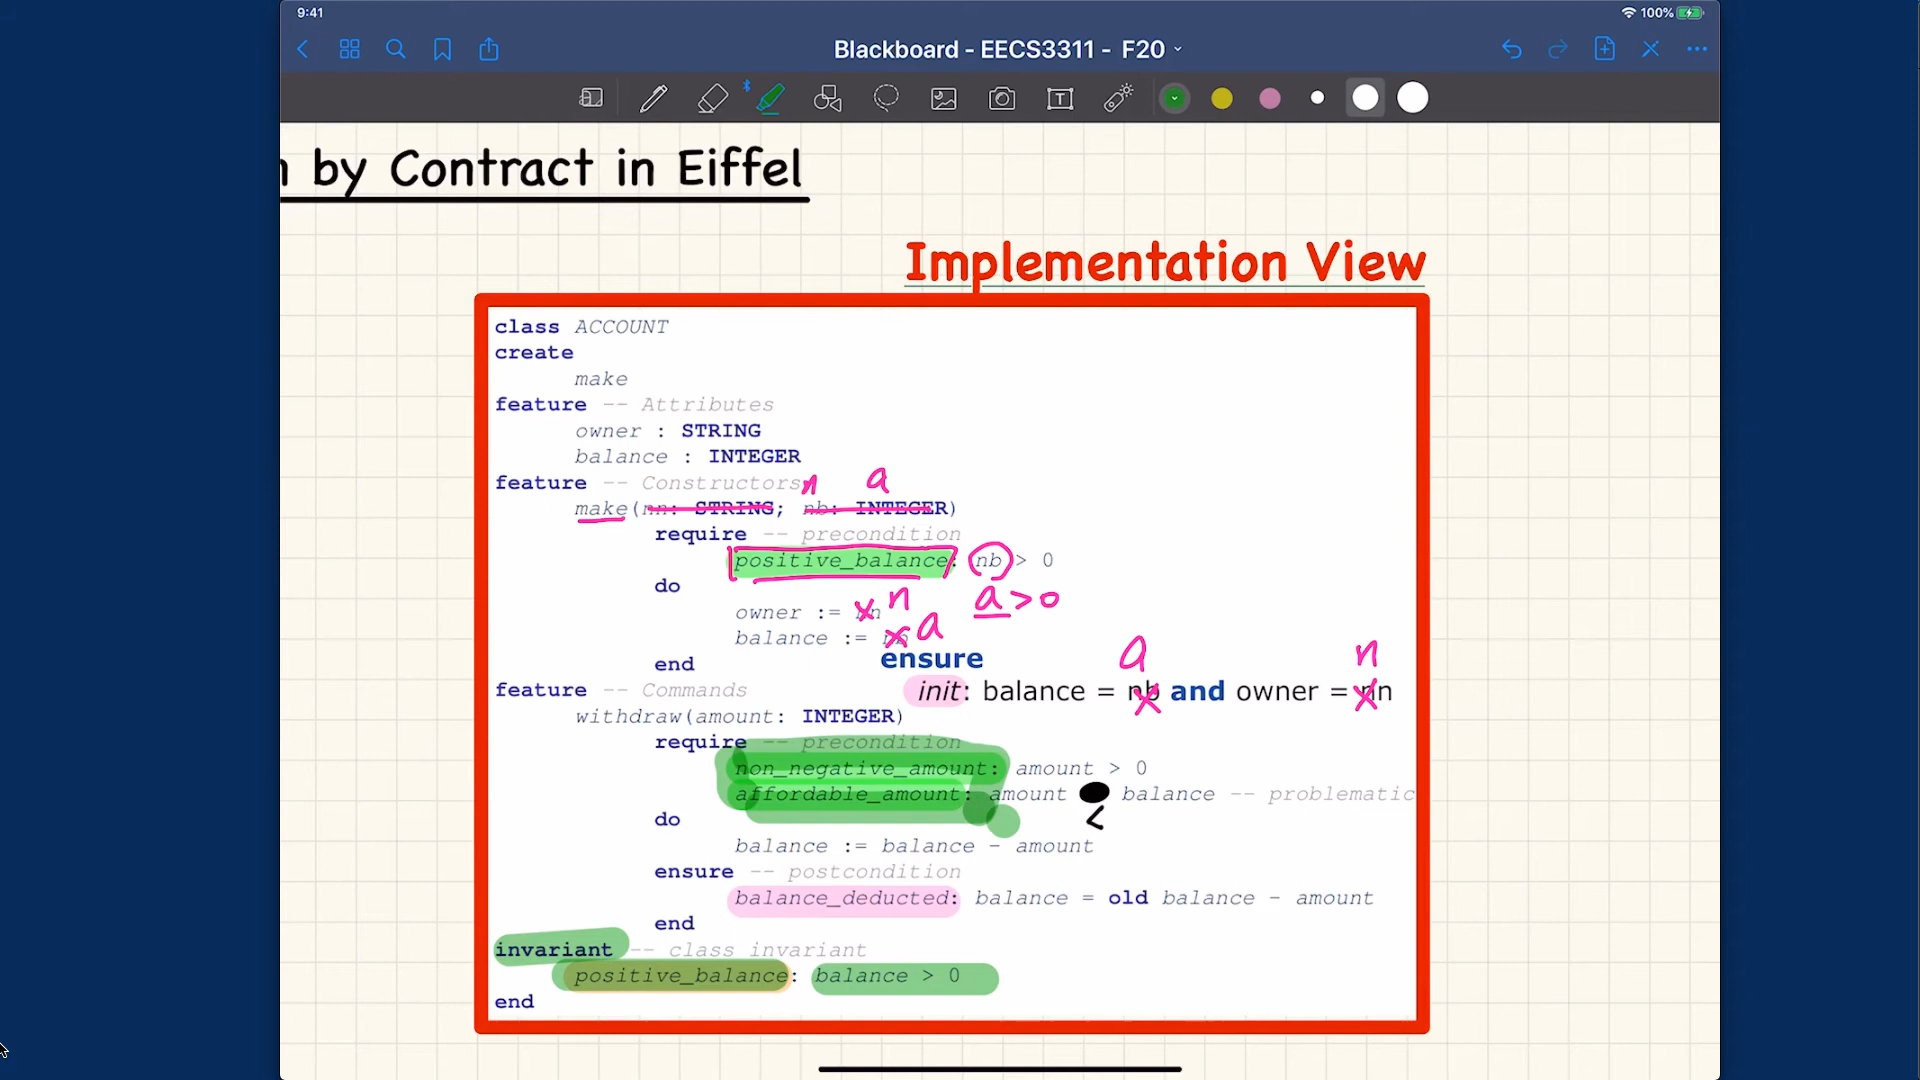 9:41
100%
Blackboard - EECS3311 - F20
n by Contract in Eiffel
Implementation View
class ACCOUNT
create
make
feature -- Attributes
owner : STRING
balance : INTEGER
feature -- Constructors
n a
make(nn: STRING; nb: INTEGER)
require -- precondition
positive_balance: nb > 0
do
a > 0
owner := nn n
balance := nb a
ensure
end
a n
init: balance = nb and owner = nn
feature -- Commands
withdraw(amount: INTEGER)
require -- precondition
non_negative_amount: amount > 0
affordable_amount: amount balance -- problematic
<
do
balance := balance - amount
ensure -- postcondition
balance_deducted: balance = old balance - amount
end
invariant -- class invariant
positive_balance: balance > 0
end